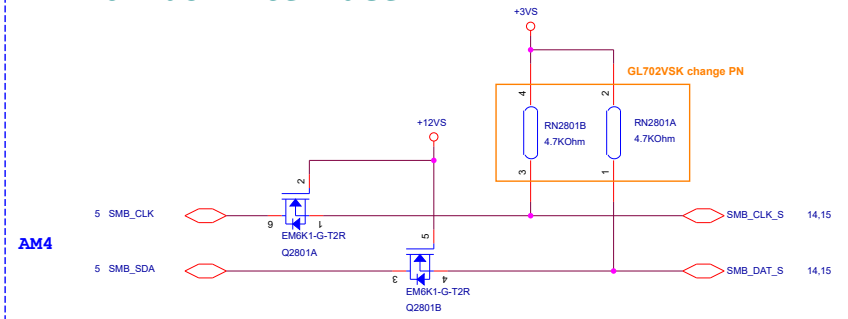 +3VS
GL702VSK change PN
4
2
RN2801B
4.7KOhm
RN2801A
4.7KOhm
3
1
+12VS
2
5
5 SMB_CLK
6
1
SMB_CLK_S 14,15
EM6K1-G-T2R
Q2801A
AM4
5 SMB_SDA
3
4
SMB_DAT_S 14,15
EM6K1-G-T2R
Q2801B